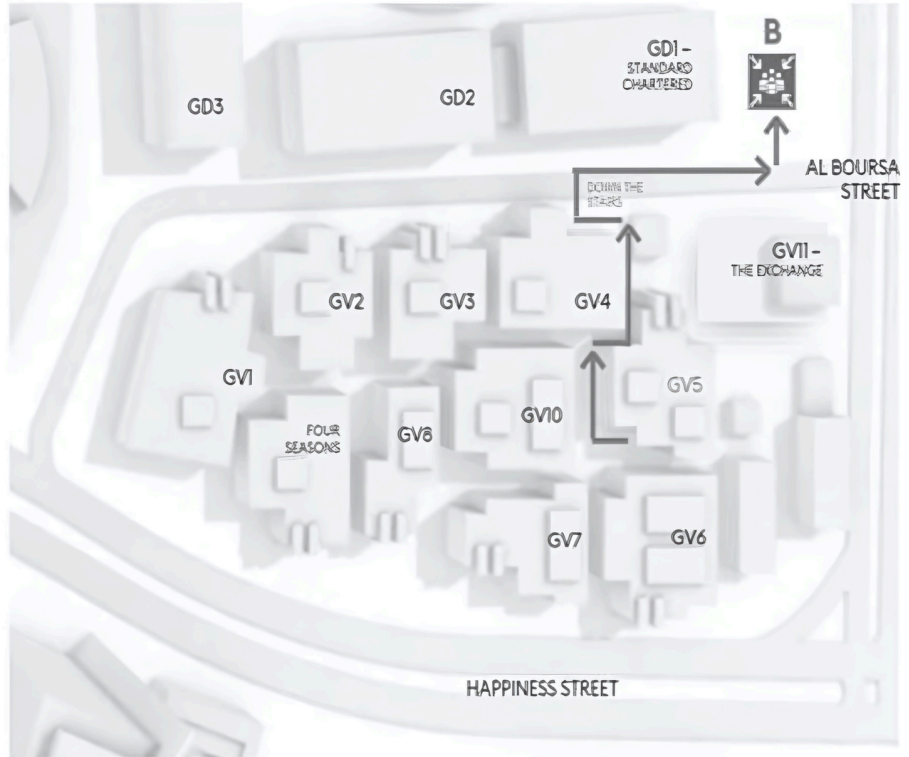 B
GD1 –
STANDARD
CHARTERED
GD2
GD3
AL BOURSA
STREET
DOWN THE
STAIRS
GV11 –
THE EXCHANGE
GV2
GV3
GV4
GV1
GV5
GV10
FOUR
SEASONS
GV8
GV7
GV6
HAPPINESS STREET